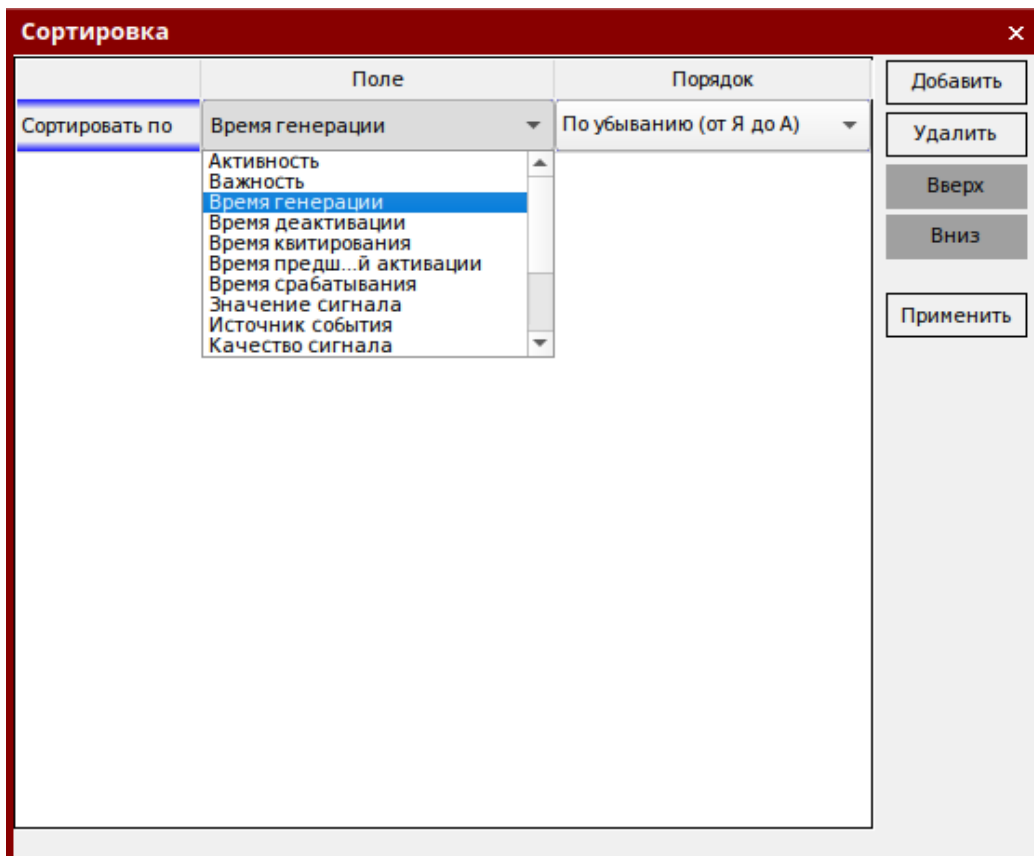 Сортировка
Поле Порядок
Добавить
Сортировать по Время генерации По убыванию (от Я до А)
Удалить
Активность
Важность
Время генерации
Время деактивации
Время квитирования
Время предш...й активации
Время срабатывания
Значение сигнала
Источник события
Качество сигнала
Вверх
Вниз
Применить